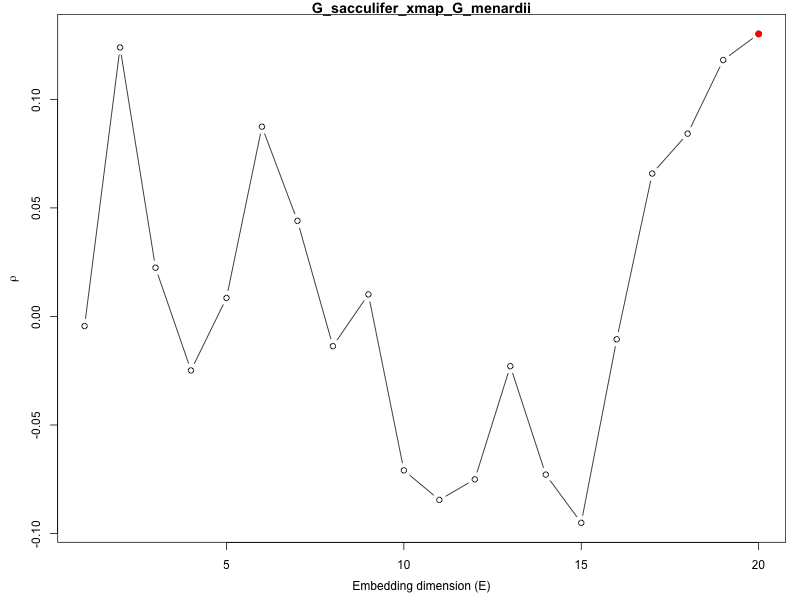 G_sacculifer_xmap_G_menardii
0.10
0.05
0.00
-0.05
-0.10
ρ
5 10 15 20
Embedding dimension (E)